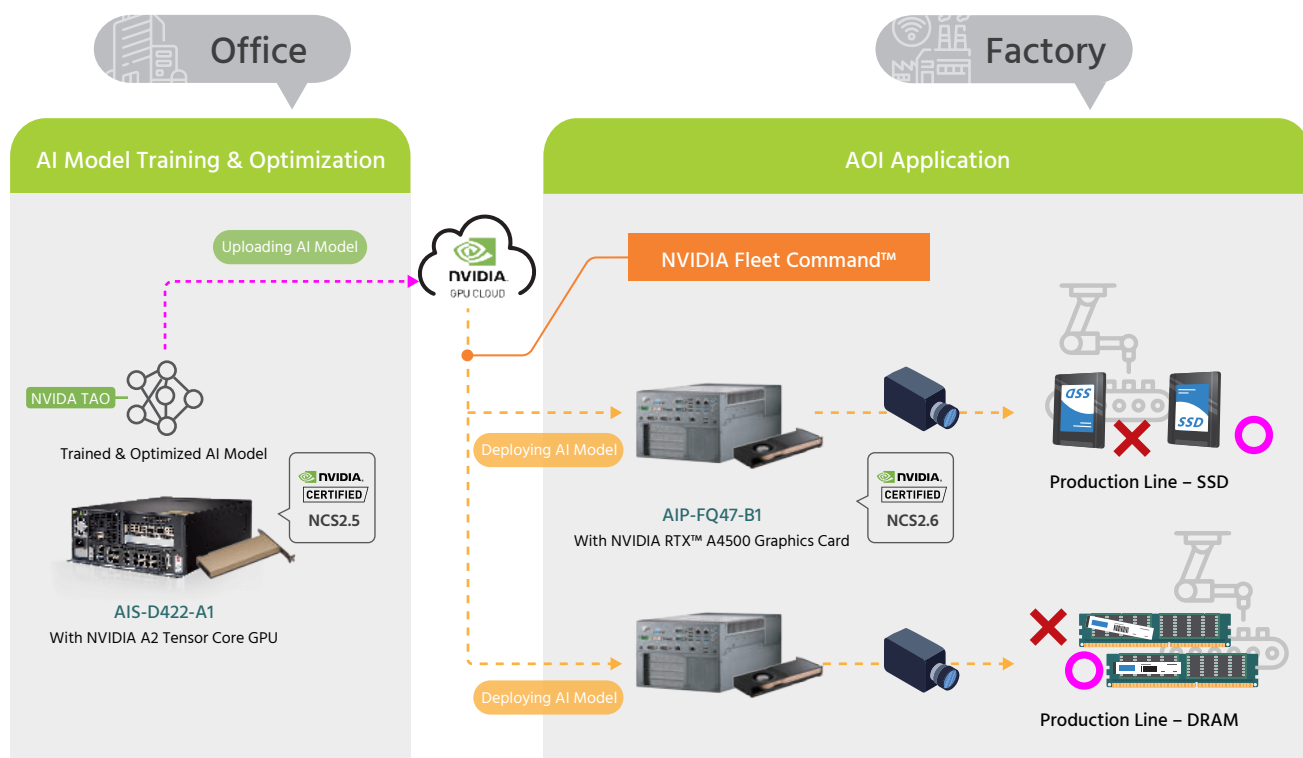 Office
Factory
AI Model Training & Optimization
AOI Application
Uploading AI Model
NVIDIA
GPU CLOUD
NVIDIA Fleet Command™
NVIDA TAO
Trained & Optimized AI Model
NVIDIA
CERTIFIED
NCS2.5
AIS-D422-A1
With NVIDIA A2 Tensor Core GPU
Deploying AI Model
AIP-FQ47-B1
With NVIDIA RTX™ A4500 Graphics Card
NVIDIA
CERTIFIED
NCS2.6
SSD
SSD
Production Line – SSD
Deploying AI Model
Production Line – DRAM